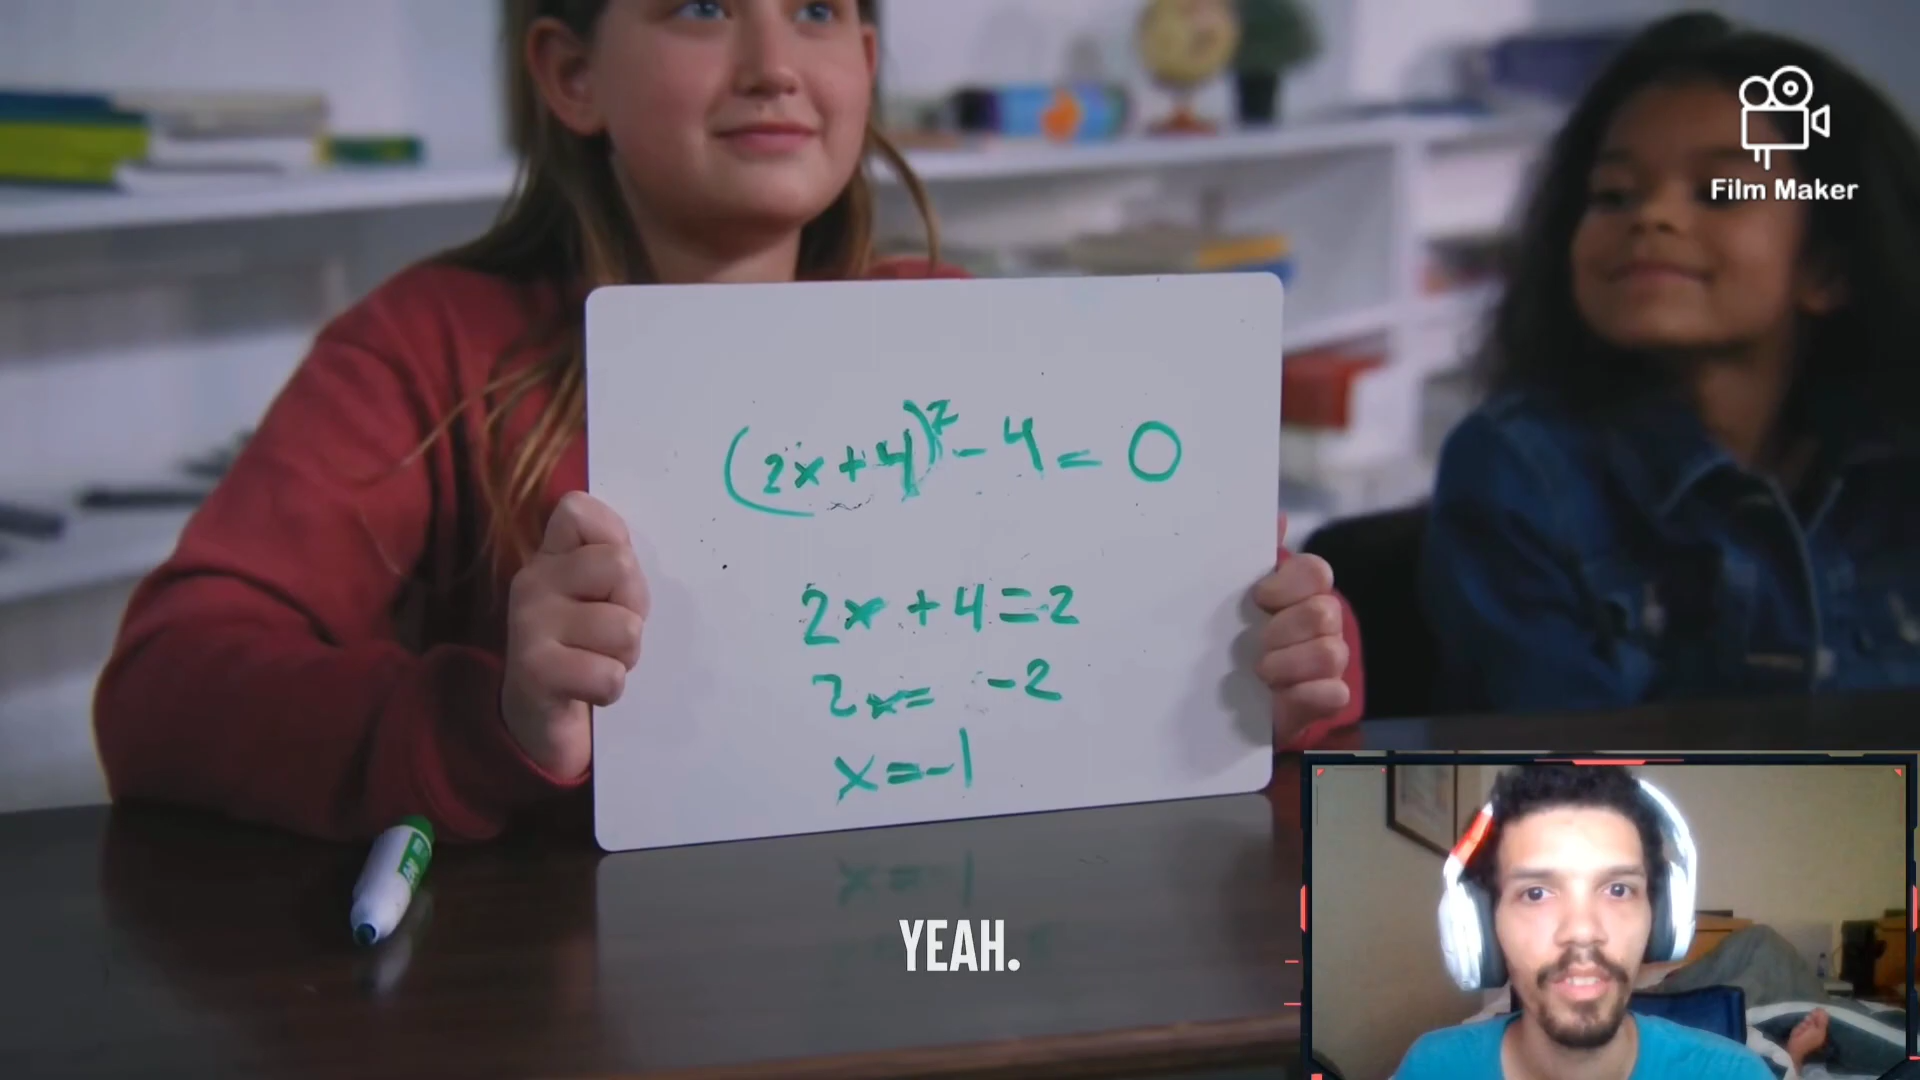 Film Maker
(2x+4)²-4=0
2x+4=2
2x= -2
x=-1
YEAH.